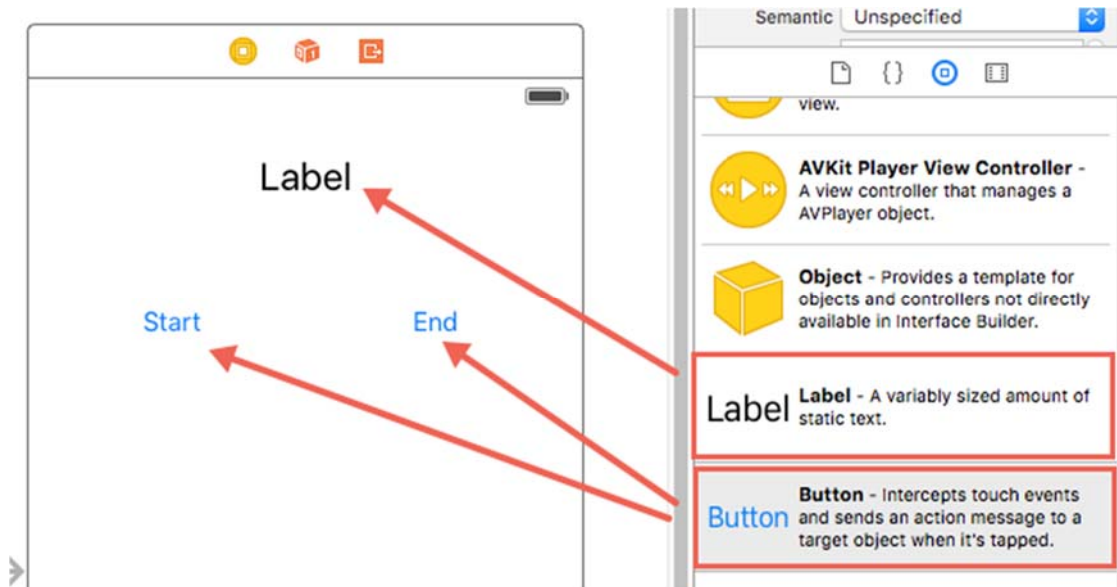 Label
Start
End
Semantic Unspecified
{}
view.
AVKit Player View Controller -
A view controller that manages a
AVPlayer object.
Object - Provides a template for
objects and controllers not directly
available in Interface Builder.
Label
Label - A variably sized amount of
static text.
Button
Button - Intercepts touch events
and sends an action message to a
target object when it's tapped.